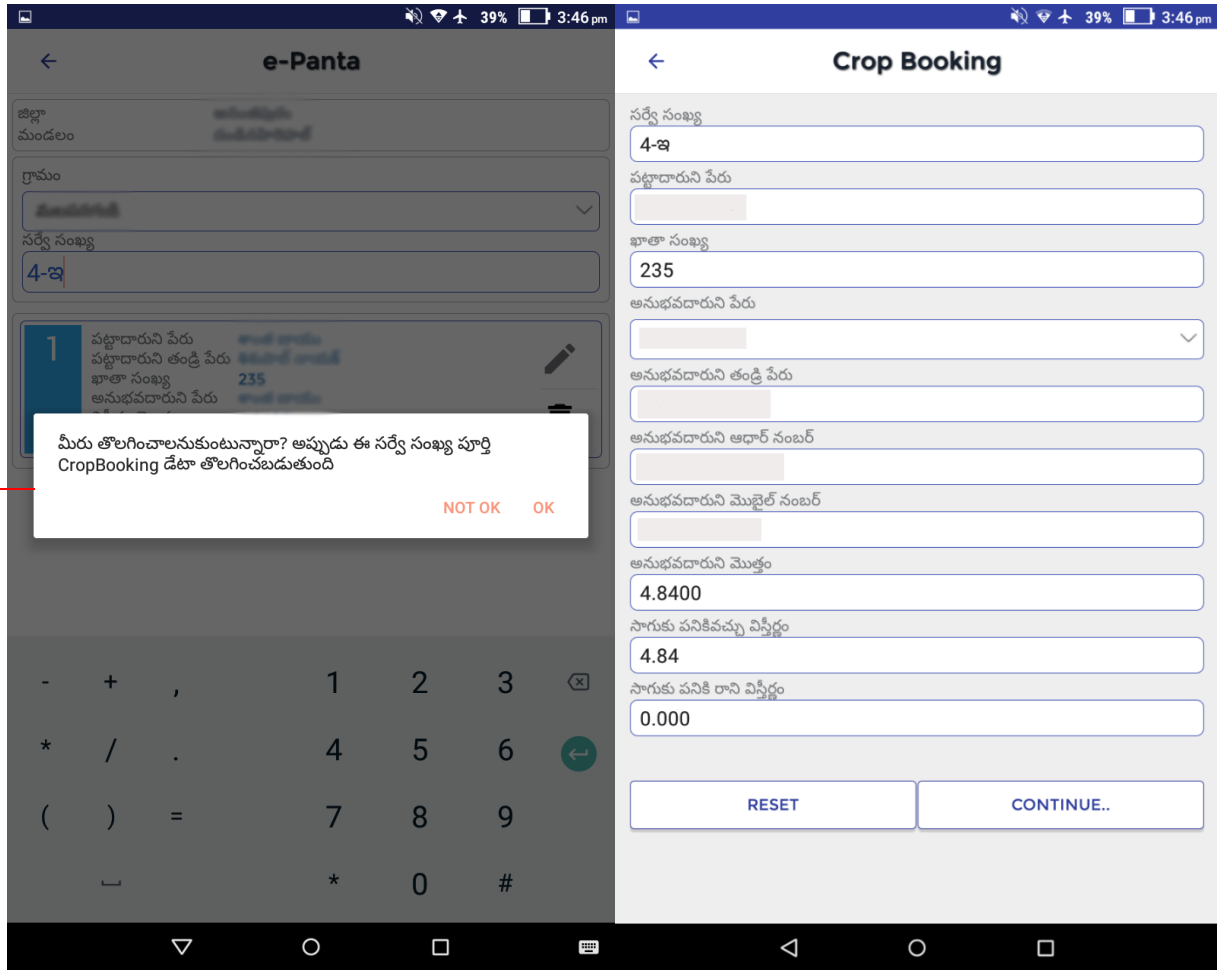 39% 3:46 pm
e-Panta
జిల్లా
మండలం
గ్రామం
సర్వే సంఖ్య
4-ఇ
1
పట్టాదారుని పేరు
పట్టాదారుని తండ్రి పేరు
ఖాతా సంఖ్య 235
అనుభవదారుని పేరు
మీరు తొలగించాలనుకుంటున్నారా? అప్పుడు ఈ సర్వే సంఖ్య పూర్తి
CropBooking డేటా తొలగించబడుతుంది
NOT OK OK
- + , 1 2 3
* / . 4 5 6
( ) = 7 8 9
* 0 #
39% 3:46 pm
Crop Booking
సర్వే సంఖ్య
4-ఇ
పట్టాదారుని పేరు
ఖాతా సంఖ్య
235
అనుభవదారుని పేరు
అనుభవదారుని తండ్రి పేరు
అనుభవదారుని ఆధార్ నంబర్
అనుభవదారుని మొబైల్ నంబర్
అనుభవదారుని మొత్తం
4.8400
సాగుకు పనికివచ్చు విస్తీర్ణం
4.84
సాగుకు పనికి రాని విస్తీర్ణం
0.000
RESET CONTINUE..